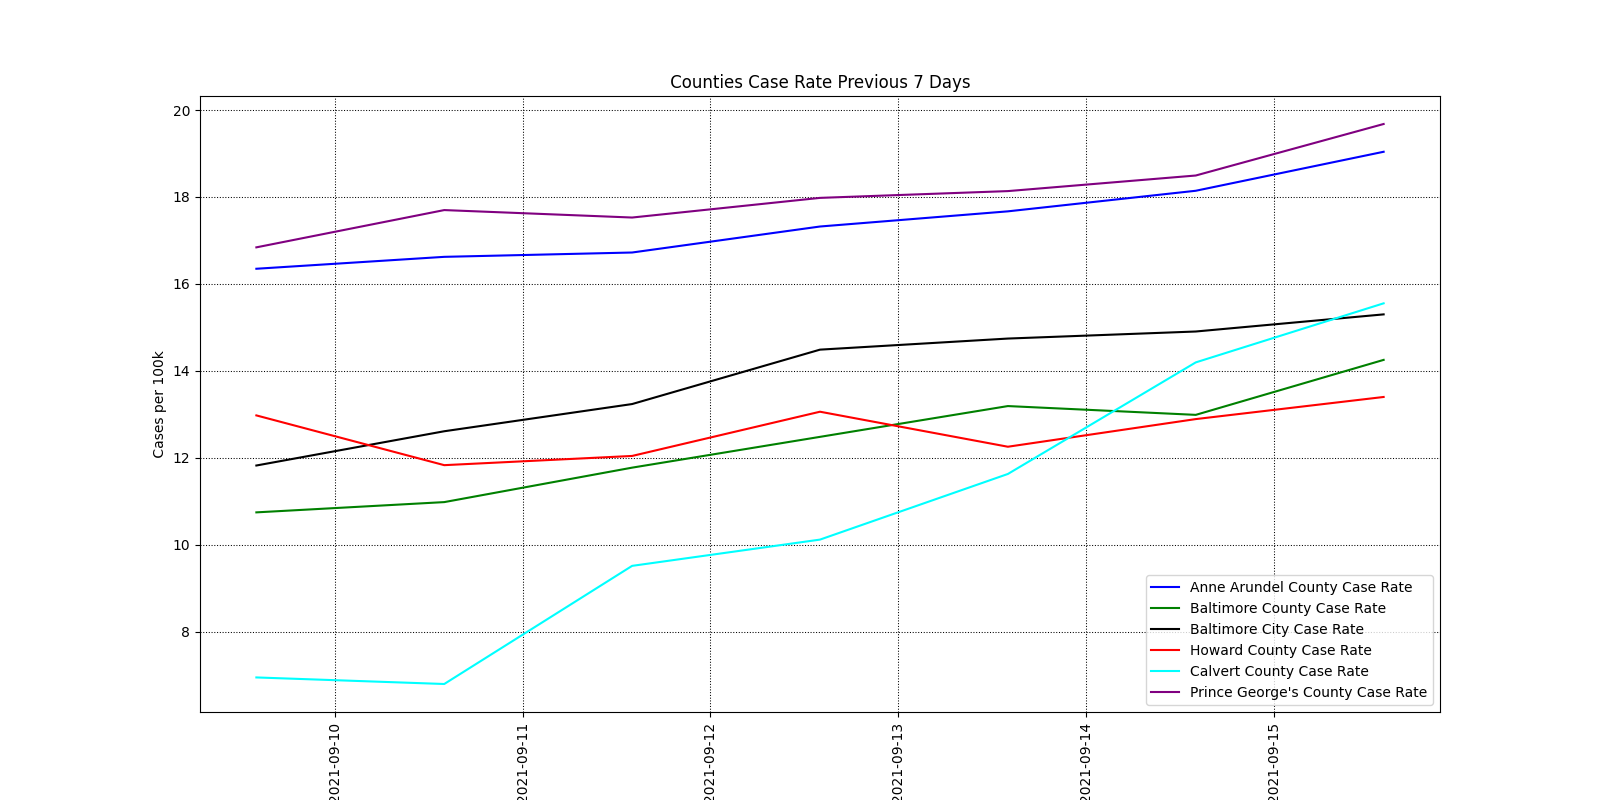 Counties Case Rate Previous 7 Days
Cases per 100k
20
18
16
14
12
10
8
Anne Arundel County Case Rate
Baltimore County Case Rate
Baltimore City Case Rate
Howard County Case Rate
Calvert County Case Rate
Prince George's County Case Rate
2021-09-10
2021-09-11
2021-09-12
2021-09-13
2021-09-14
2021-09-15